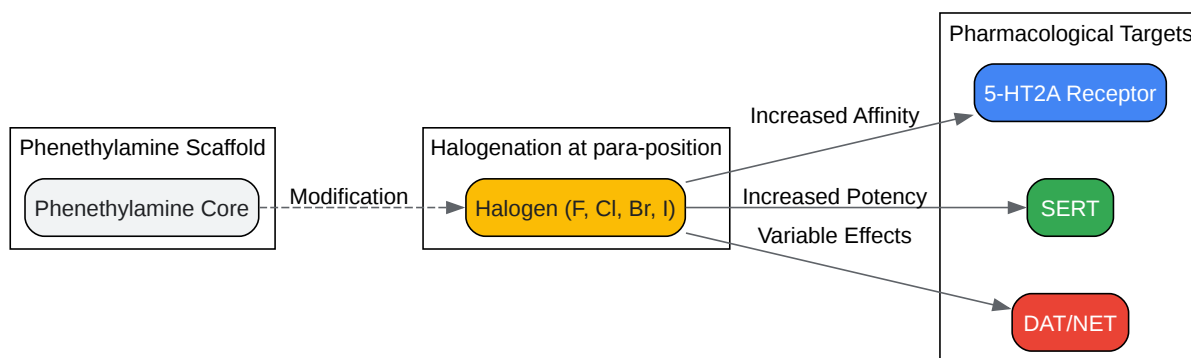 Pharmacological Targets
5-HT2A Receptor
Increased Affinity
Phenethylamine Scaffold
Halogenation at para-position
Phenethylamine Core
Modification
Halogen (F, Cl, Br, I)
Increased Potency
SERT
Variable Effects
DAT/NET